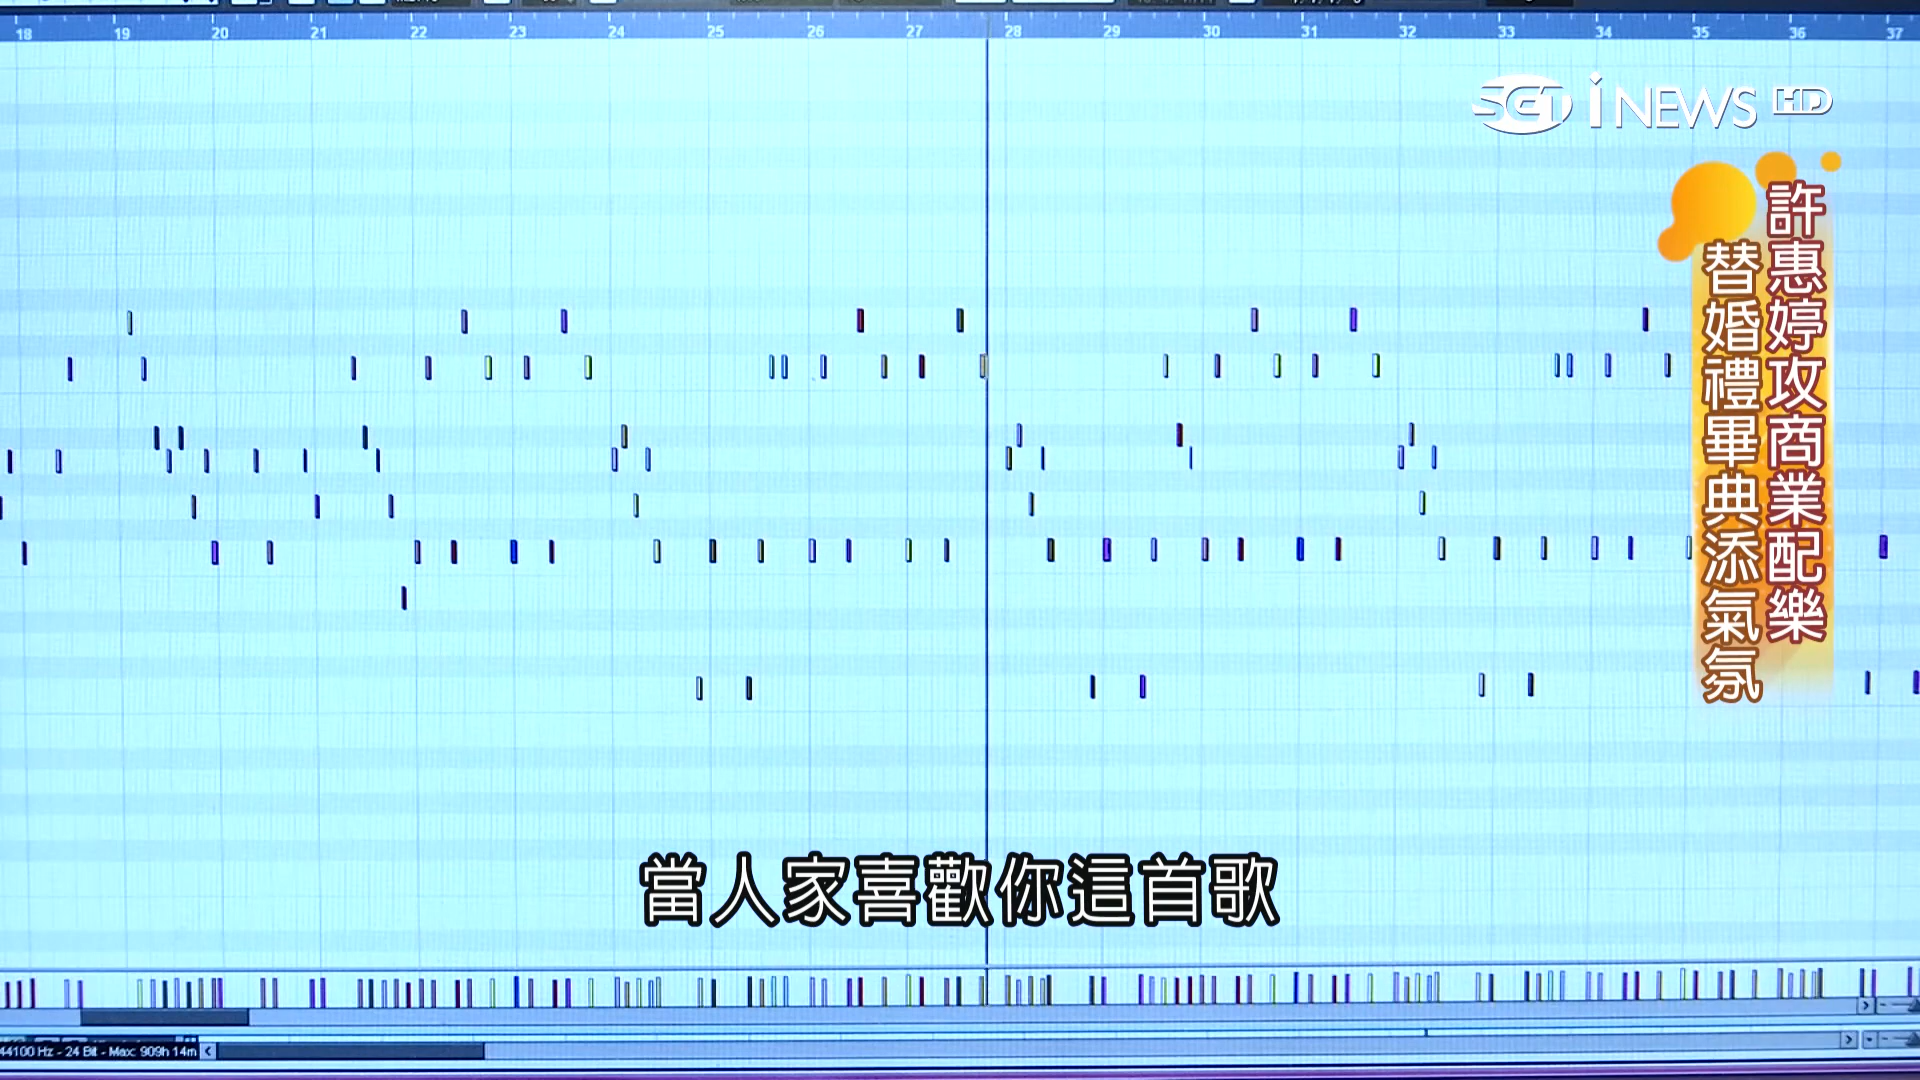 18 19 20 21 22 23 24 25 26 27 28 29 30 31 32 33 34 35 36 37
SET iNEWS HD
許惠婷攻商業配樂
替婚禮畢典添氣氛
當人家喜歡你這首歌
44100 Hz - 24 Bit - Max: 909h 14m